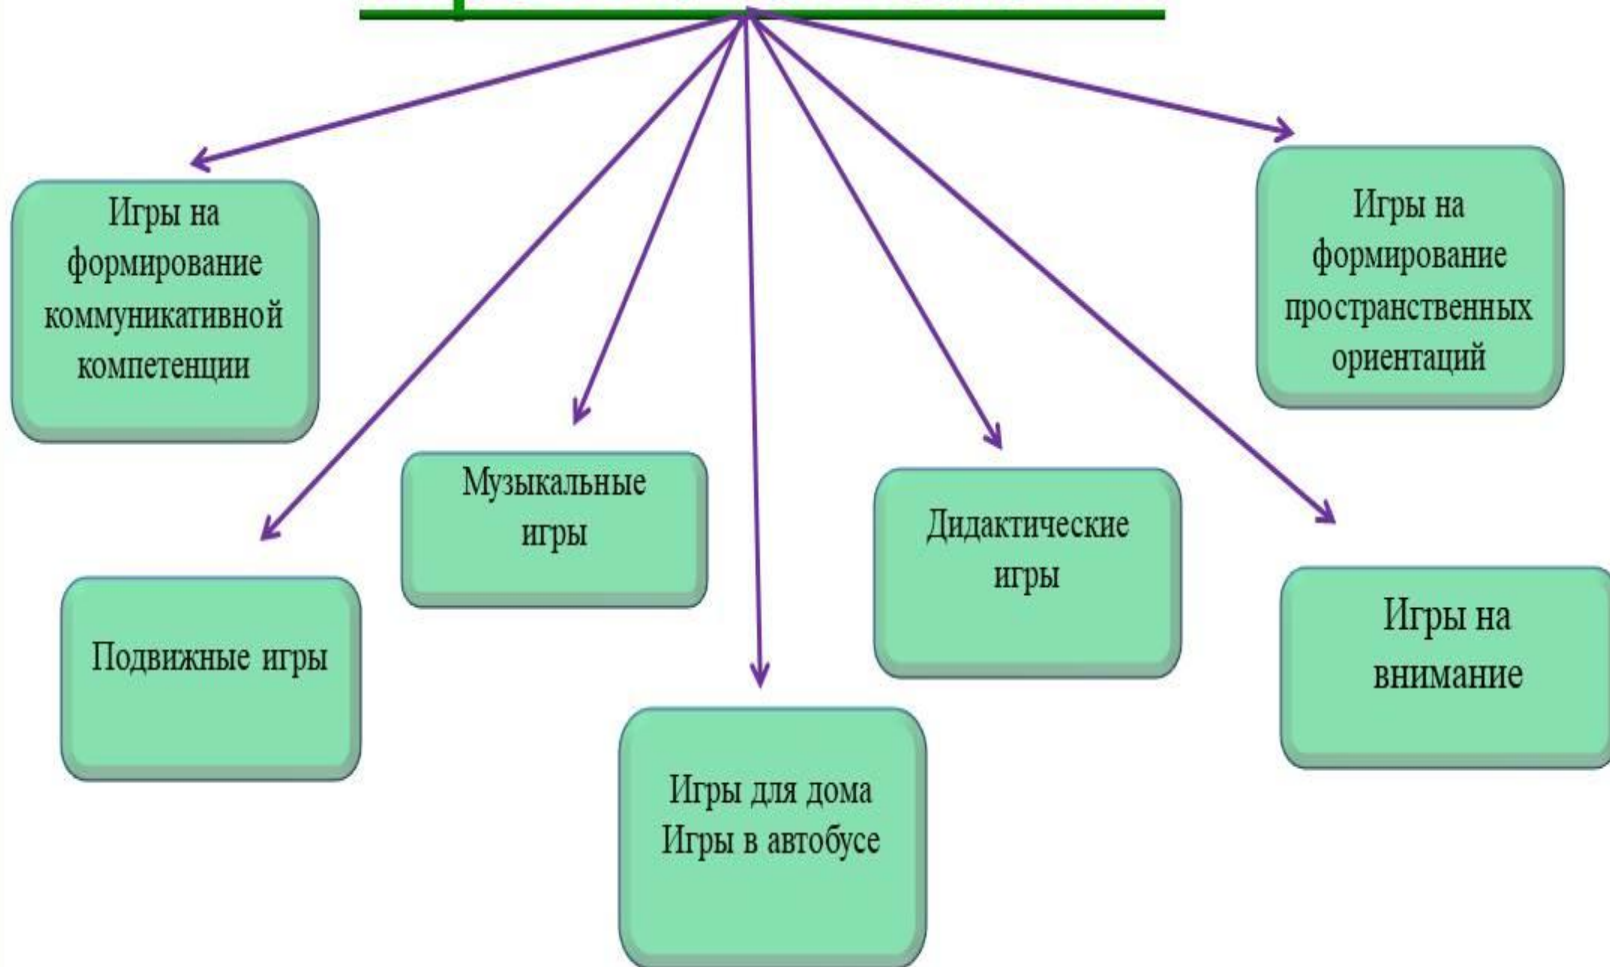 Игры на
формирование
коммуникативной
компетенции
Игры на
формирование
пространственных
ориентаций
Музыкальные
игры
Дидактические
игры
Подвижные игры
Игры на
внимание
Игры для дома
Игры в автобусе